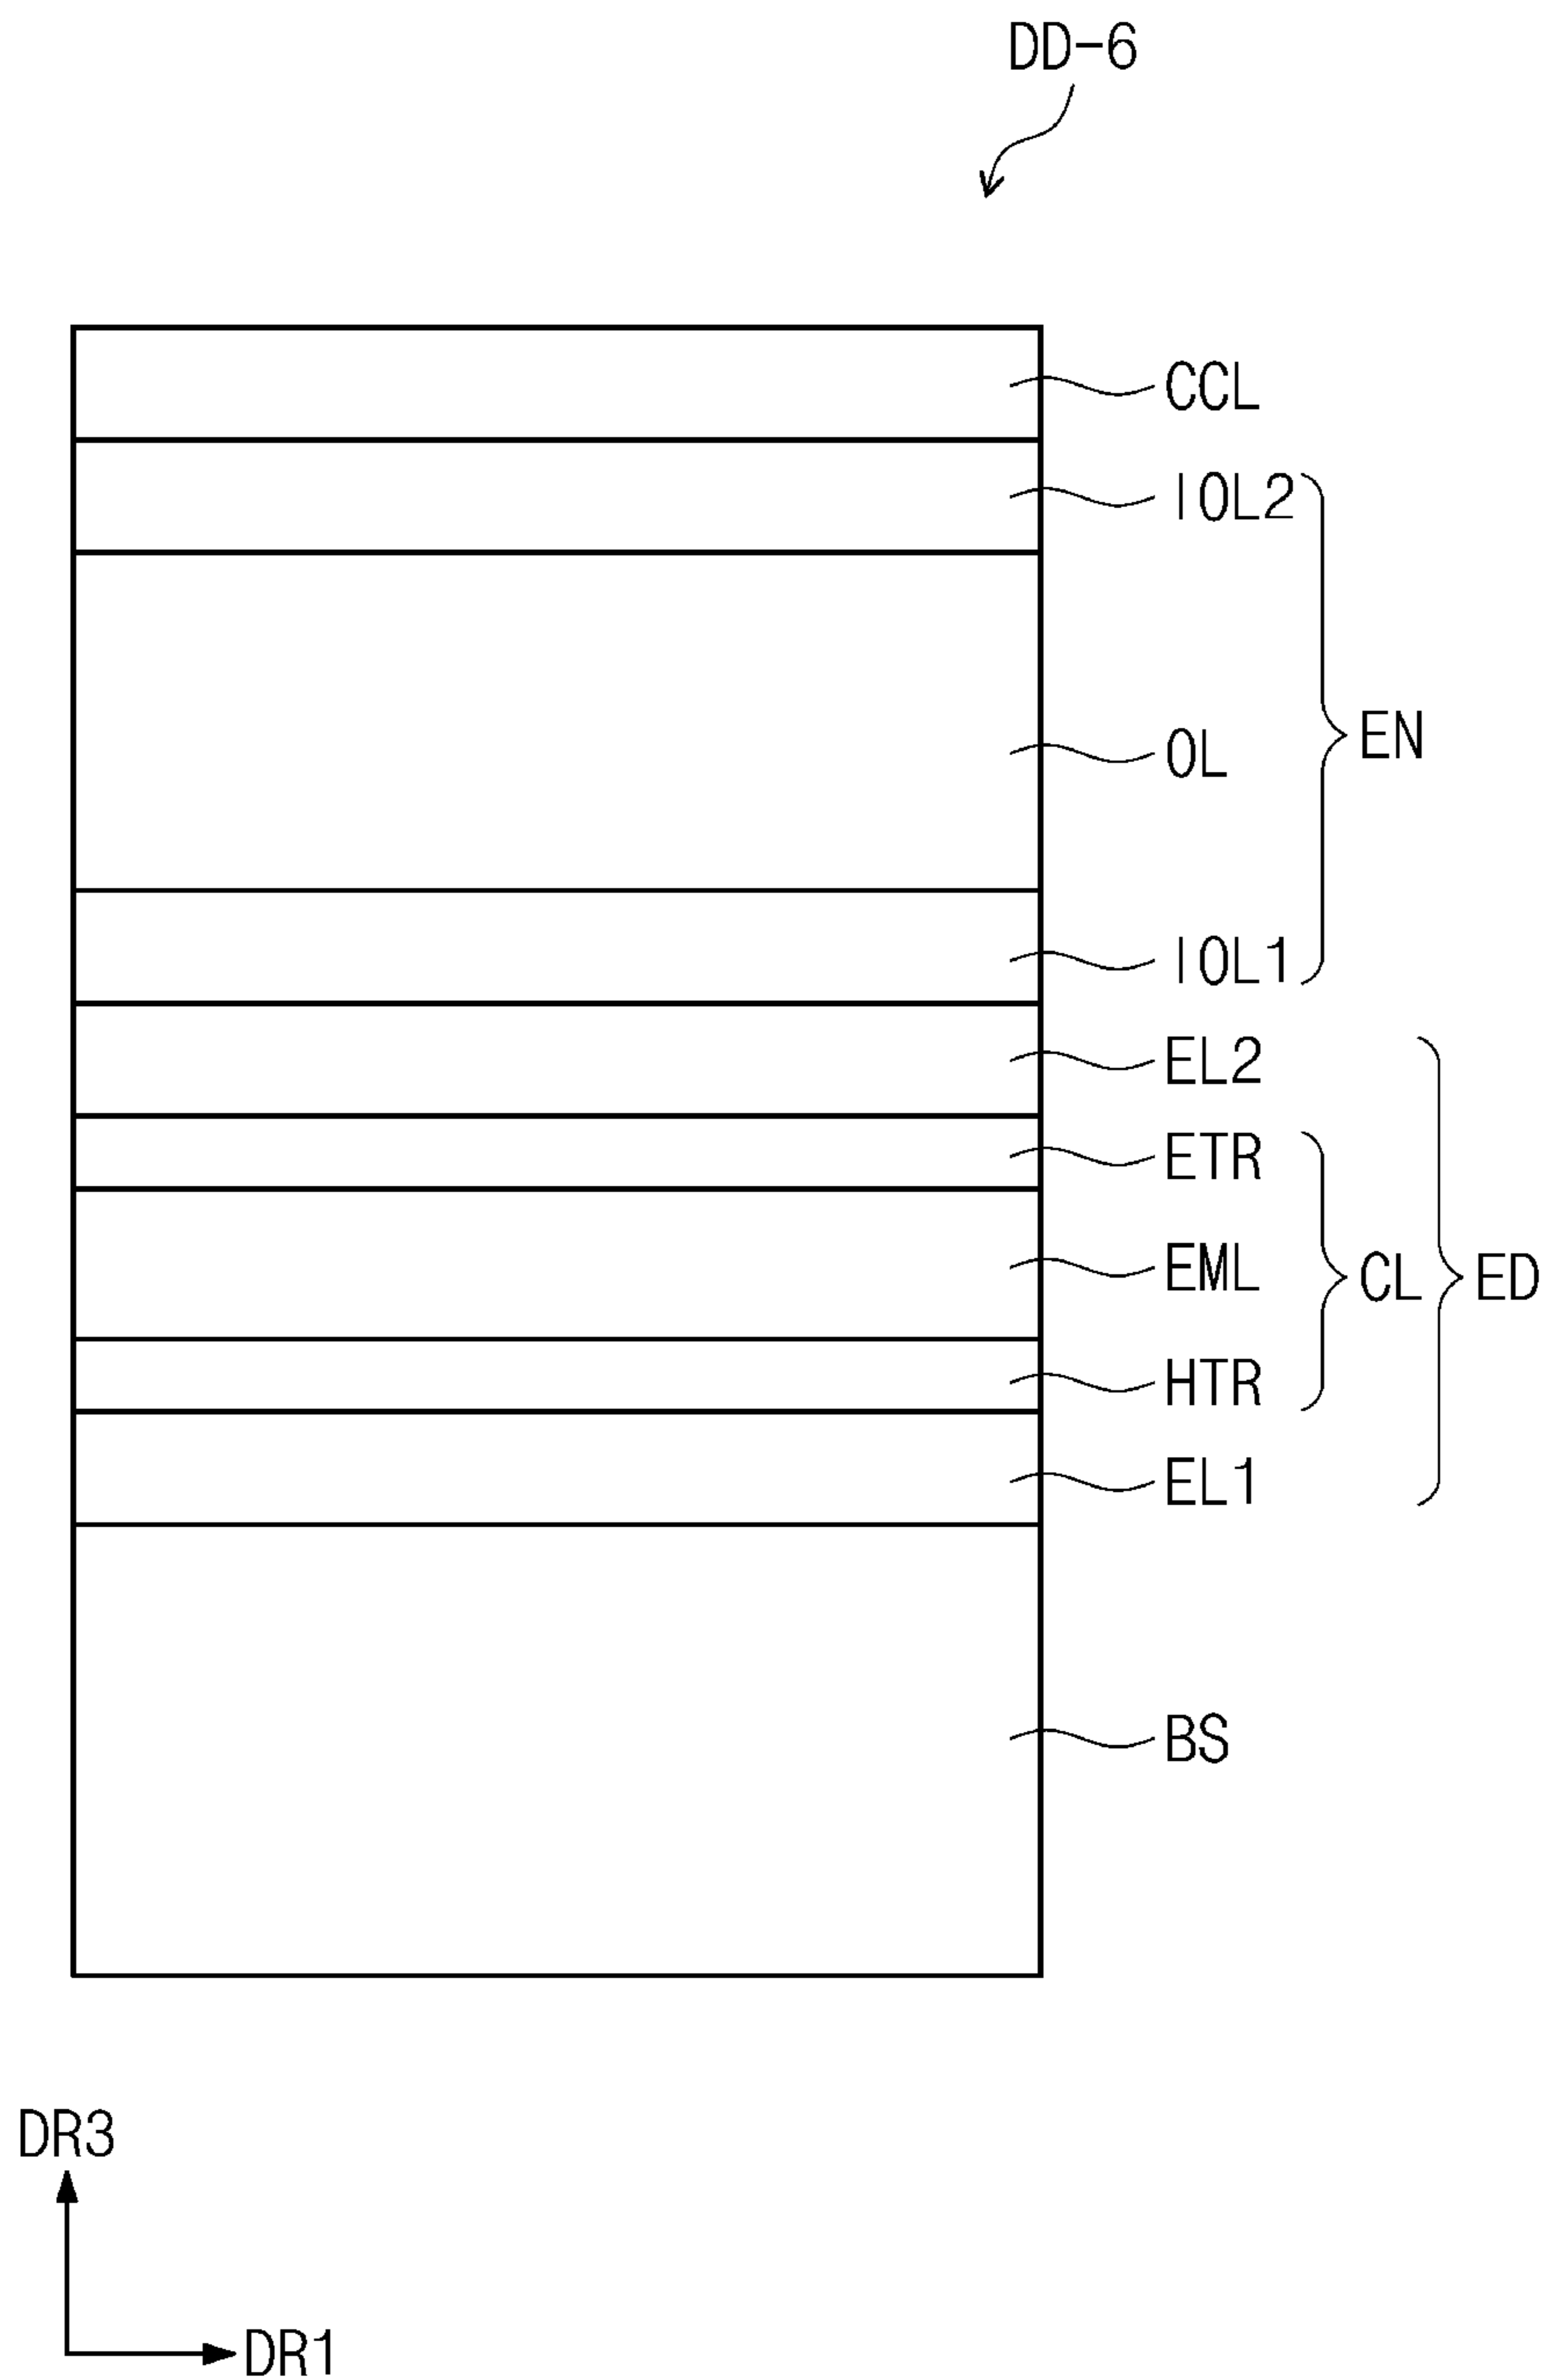 DD-6
CCL
IOL2
EN
OL
IOL1
EL2
ETR
EML
CL
ED
HTR
EL1
BS
DR3
DR1